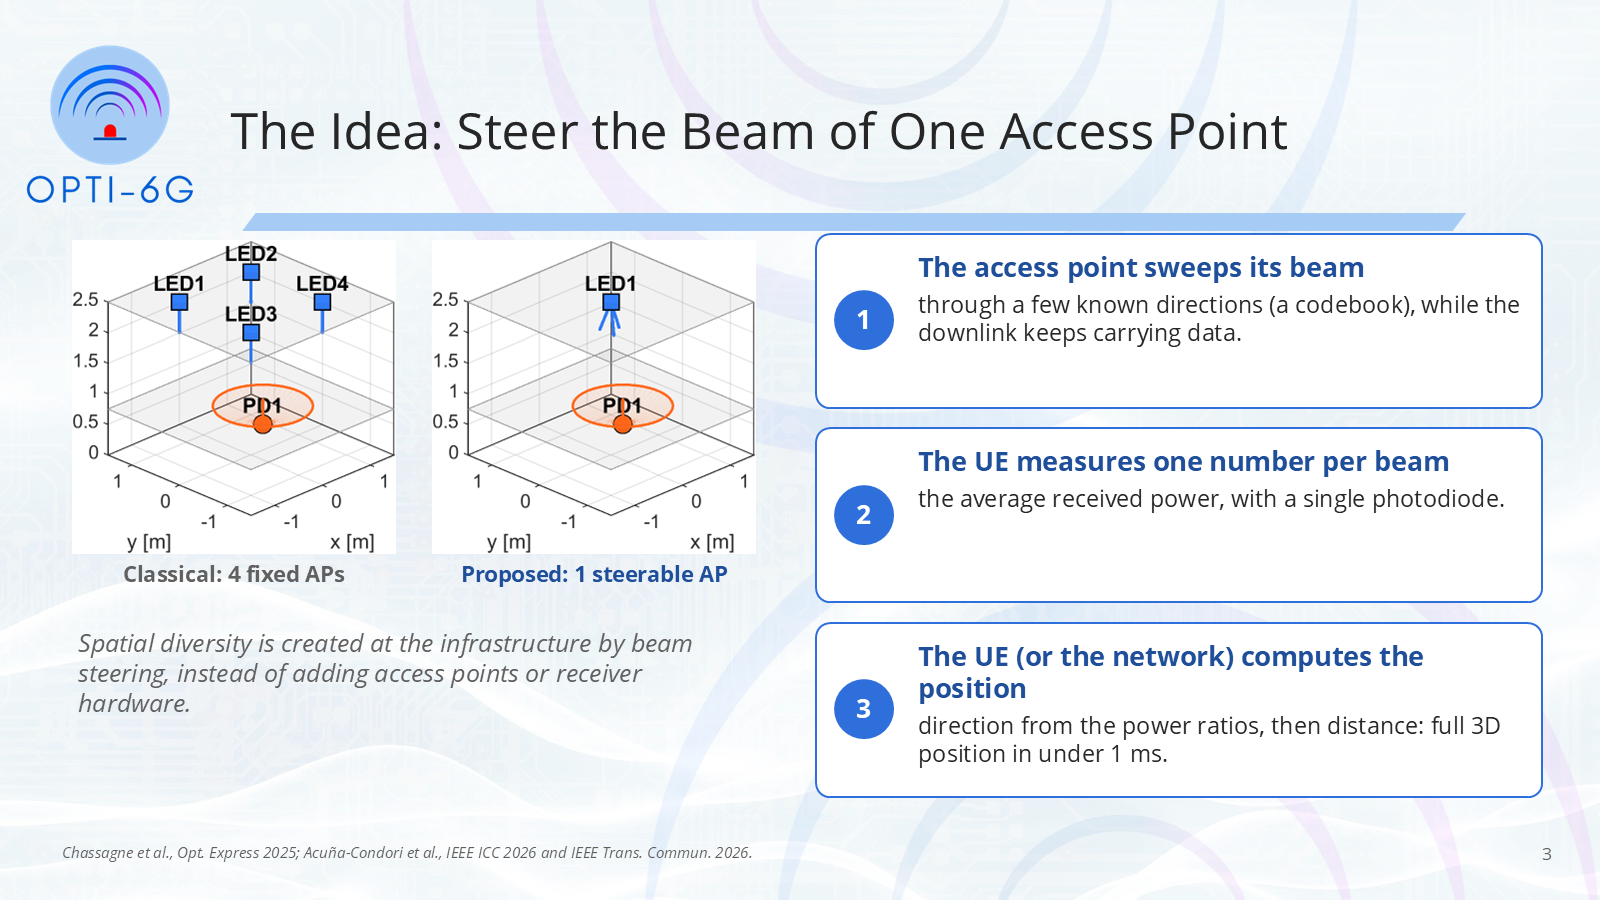 OPTI-6G
The Idea: Steer the Beam of One Access Point
LED2
LED1
LED4
LED3
2.5
2
1.5
1
0.5
0
PD1
1
0
-1
-1
0
1
y [m]
x [m]
Classical: 4 fixed APs
LED1
2.5
2
1.5
1
0.5
0
PD1
1
0
-1
-1
0
1
y [m]
x [m]
Proposed: 1 steerable AP
Spatial diversity is created at the infrastructure by beam
steering, instead of adding access points or receiver
hardware.
1
The access point sweeps its beam
through a few known directions (a codebook), while the
downlink keeps carrying data.
2
The UE measures one number per beam
the average received power, with a single photodiode.
3
The UE (or the network) computes the
position
direction from the power ratios, then distance: full 3D
position in under 1 ms.
Chassagne et al., Opt. Express 2025; Acuña-Condori et al., IEEE ICC 2026 and IEEE Trans. Commun. 2026.
3